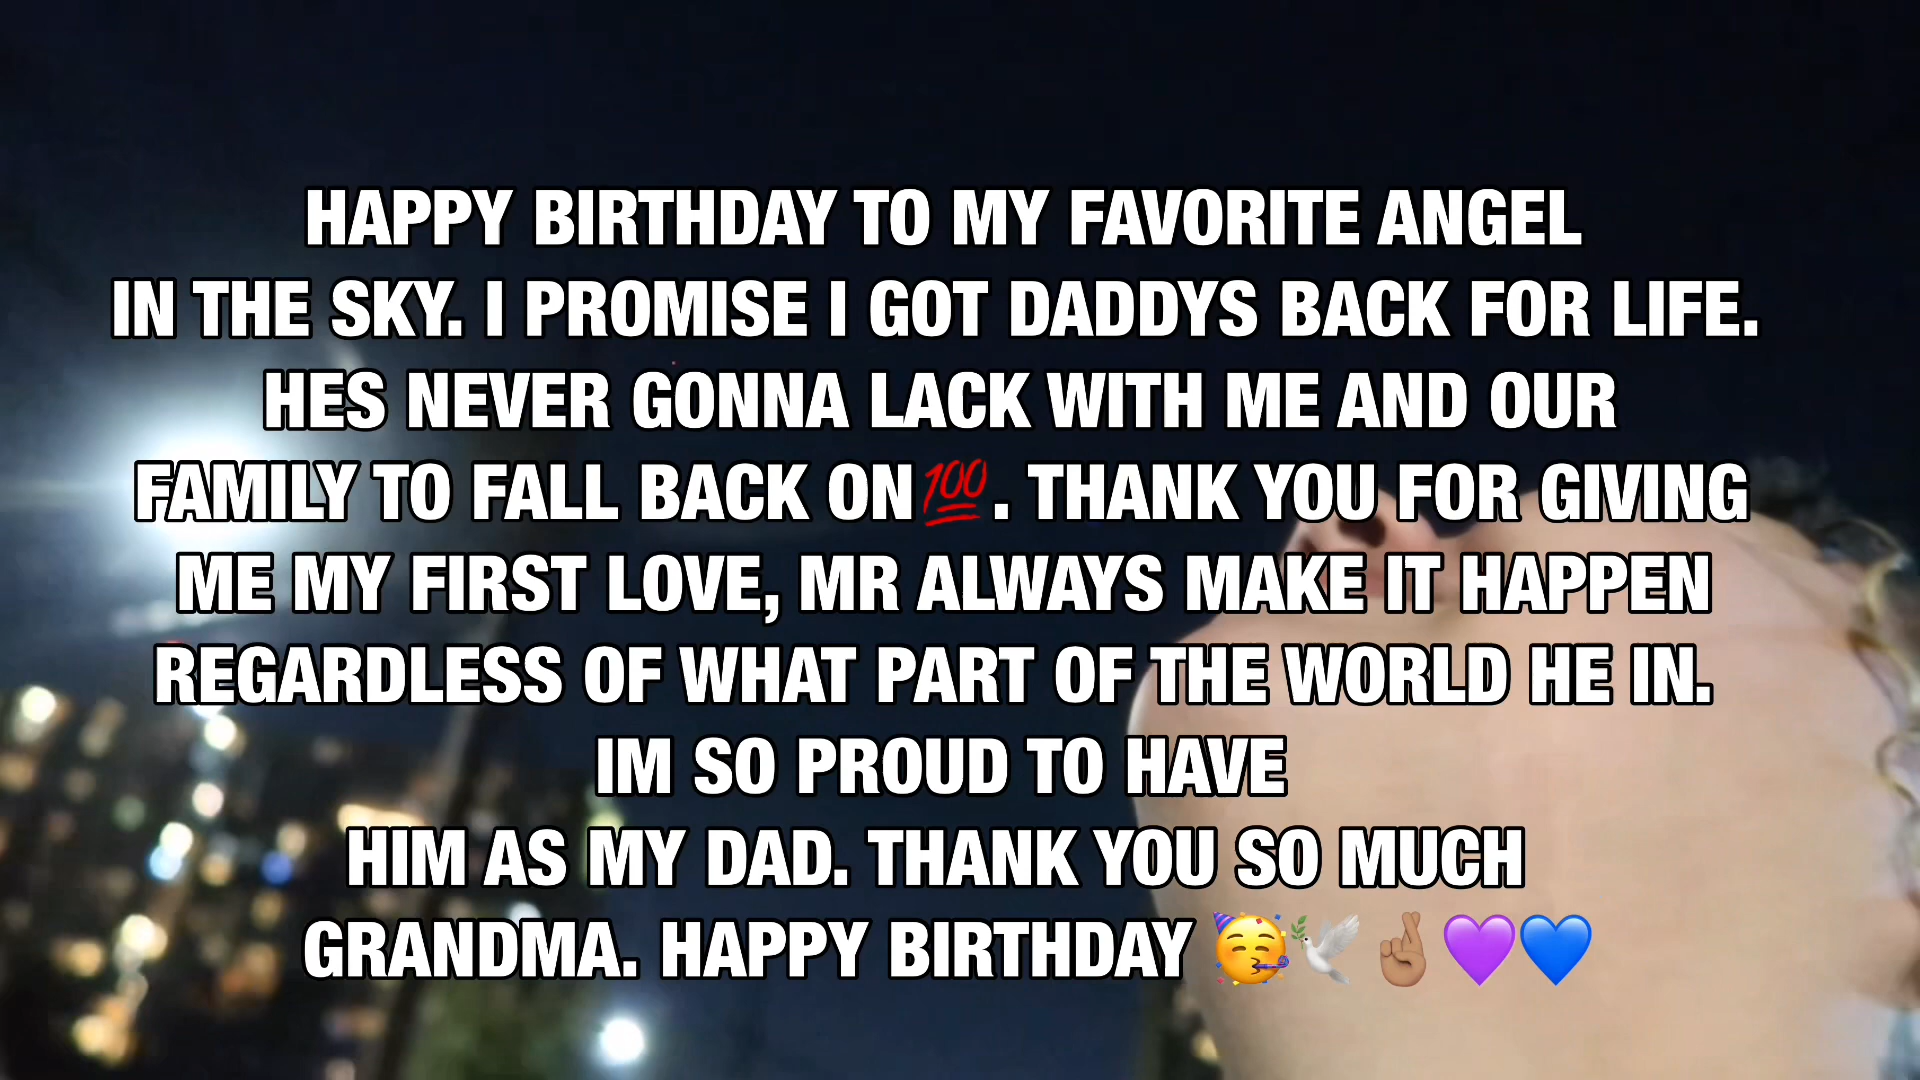 HAPPY BIRTHDAY TO MY FAVORITE ANGEL
IN THE SKY. I PROMISE I GOT DADDYS BACK FOR LIFE.
HES NEVER GONNA LACK WITH ME AND OUR
FAMILY TO FALL BACK ON💯. THANK YOU FOR GIVING
ME MY FIRST LOVE, MR ALWAYS MAKE IT HAPPEN
REGARDLESS OF WHAT PART OF THE WORLD HE IN.
IM SO PROUD TO HAVE
HIM AS MY DAD. THANK YOU SO MUCH
GRANDMA. HAPPY BIRTHDAY 🥳🕊️🤞🏽💜💙